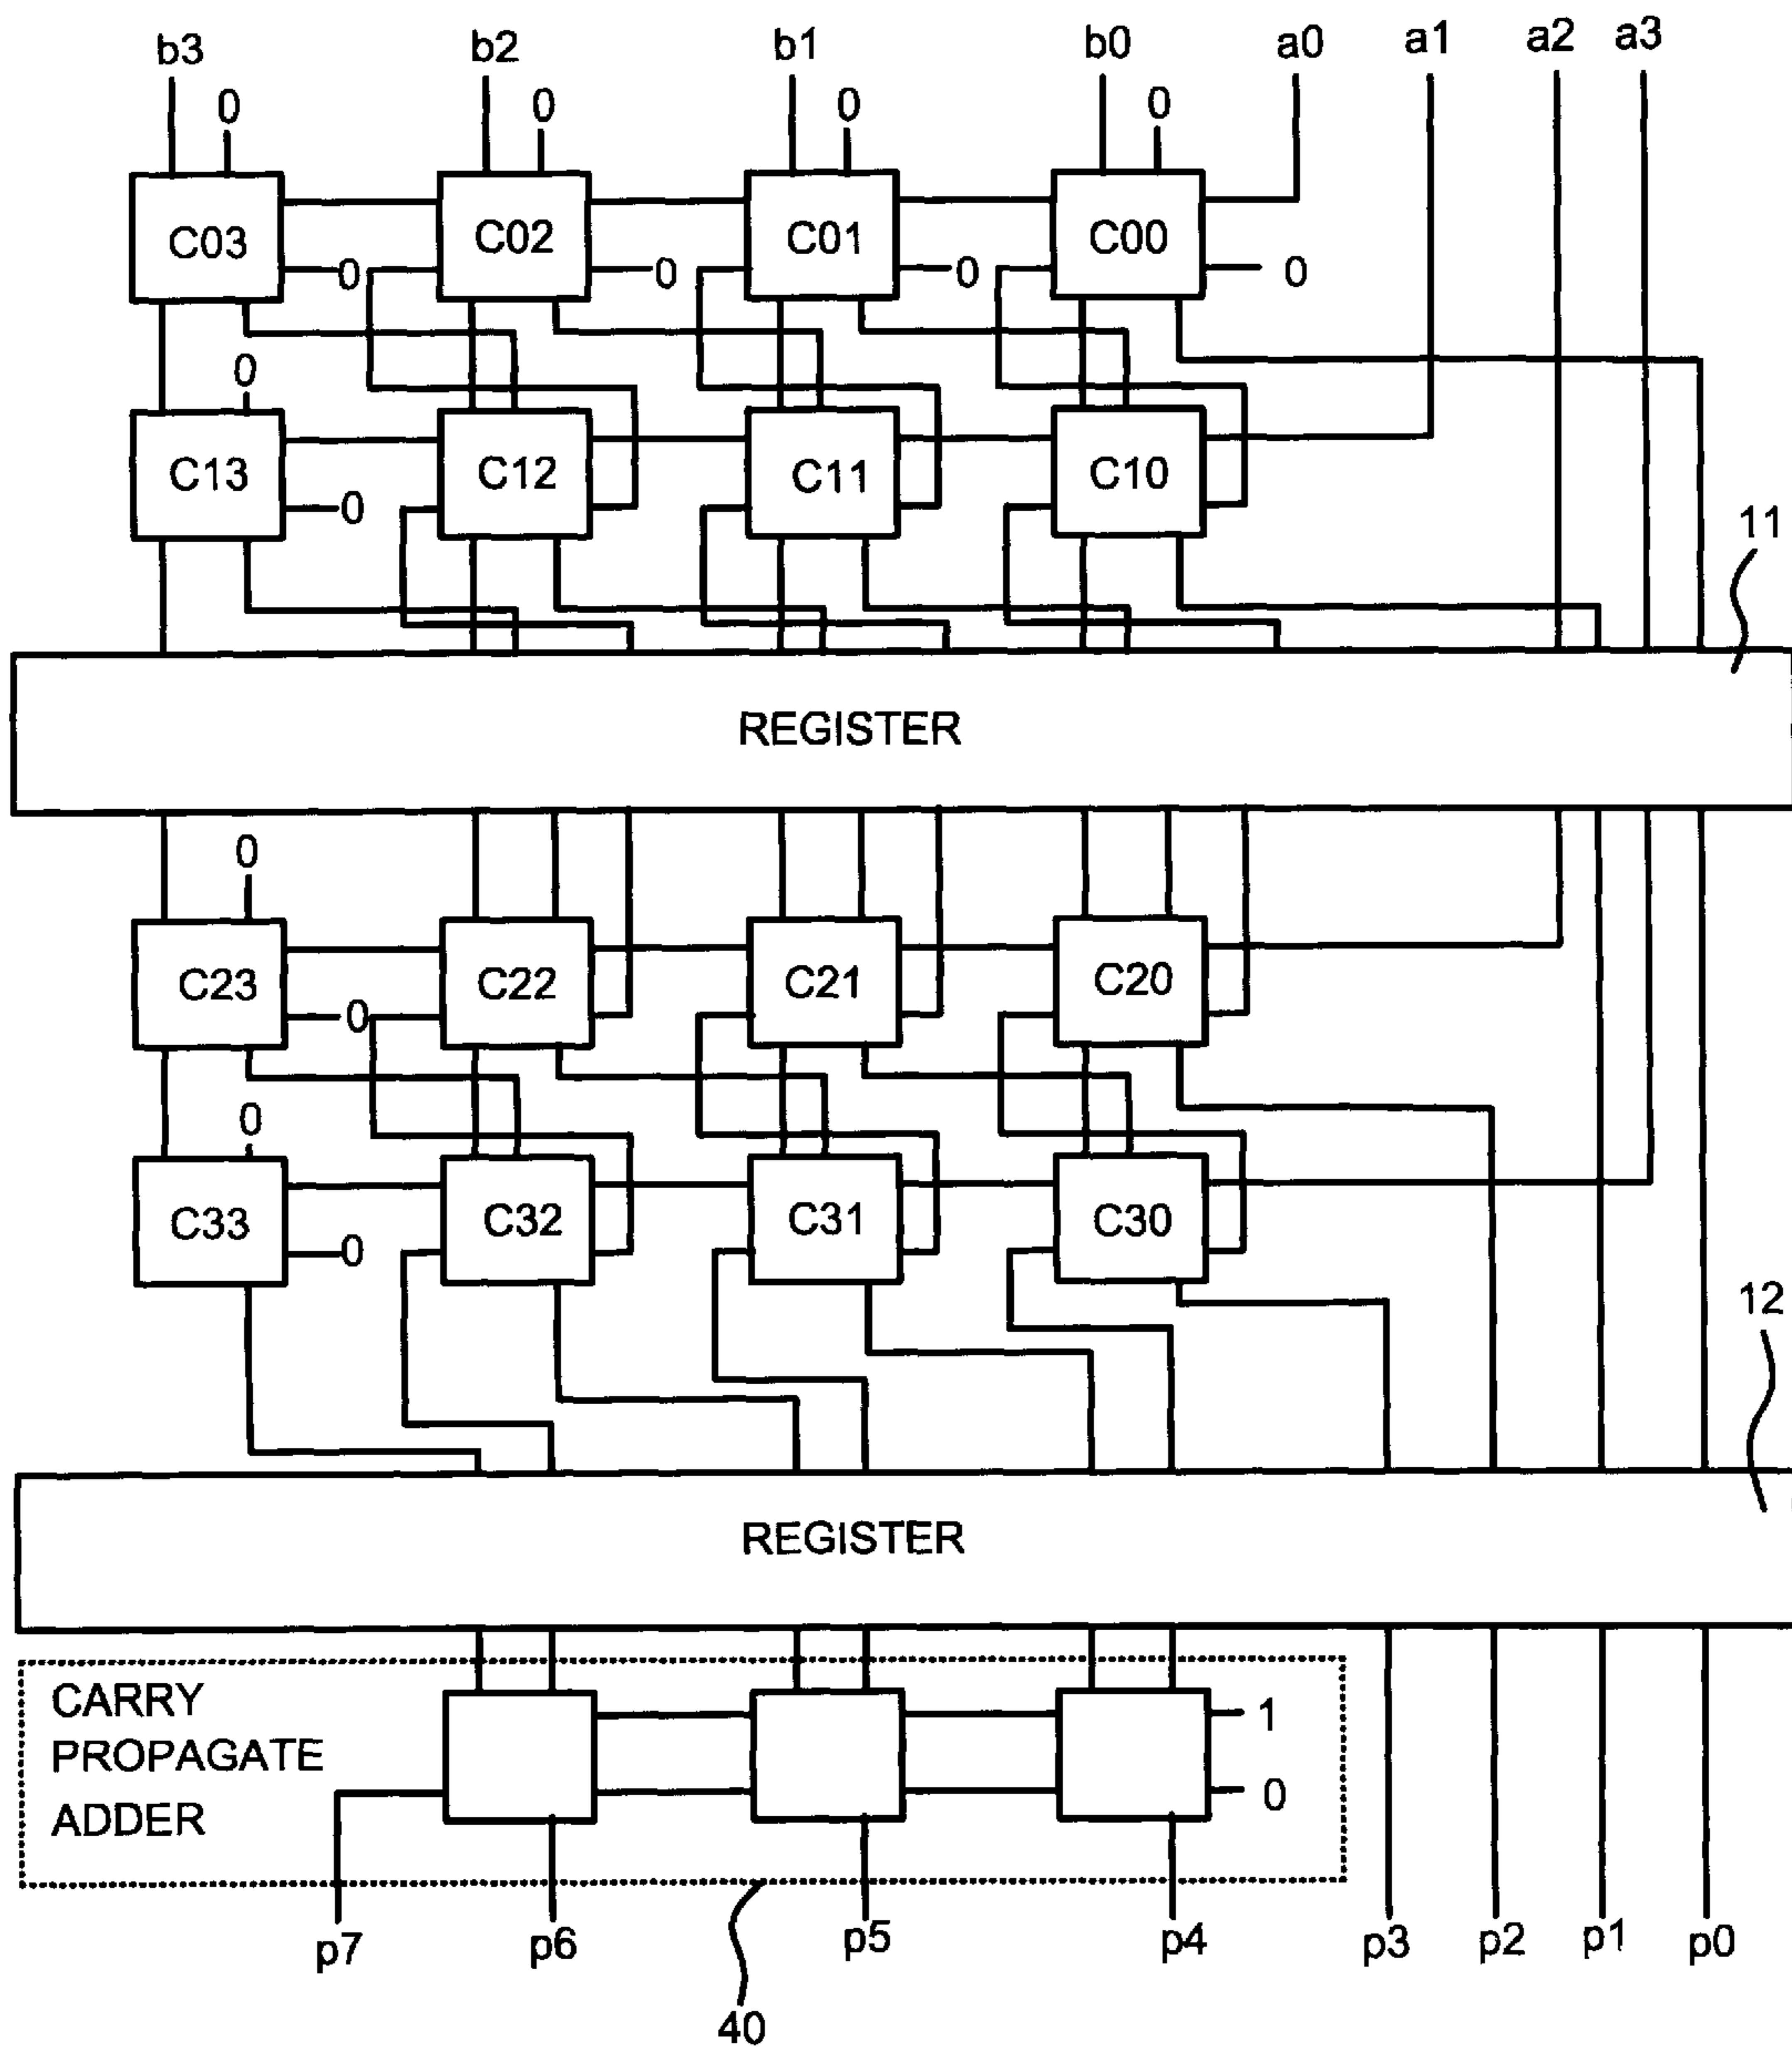 b3 b2 b1 b0 a0 a1 a2 a3
0 0 0 0
C03 C02 C01 C00
0 0 0 0
0
C13 C12 C11 C10
0
11
REGISTER
0
C23 C22 C21 C20
0
0
C33 C32 C31 C30
0
12
REGISTER
CARRY
PROPAGATE
ADDER
1
0
p7 p6 p5 p4 p3 p2 p1 p0
40